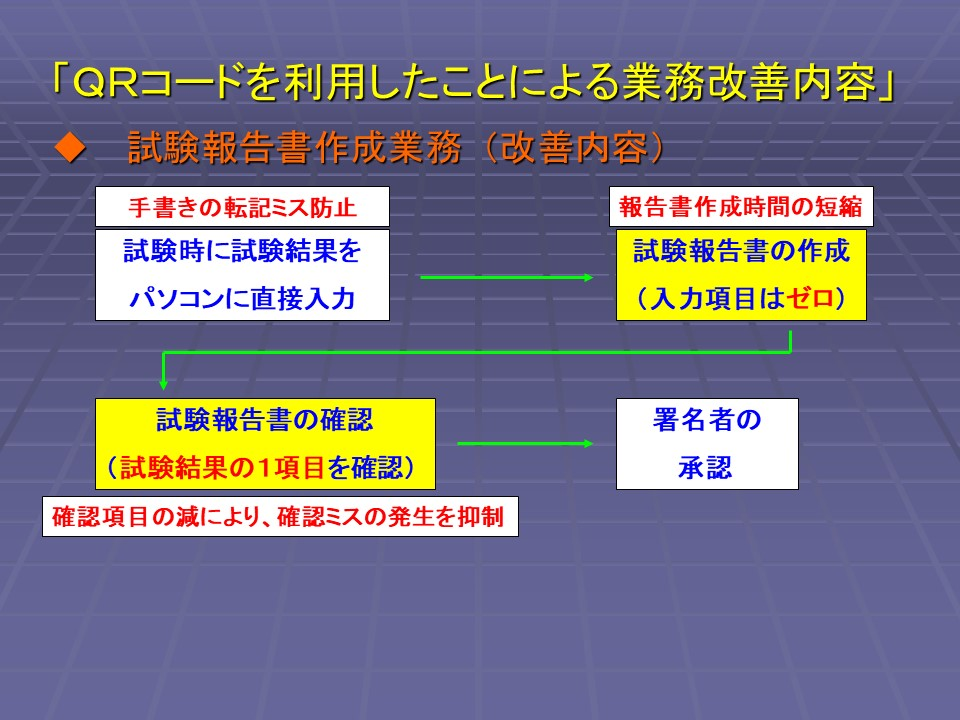 「QRコードを利用したことによる業務改善内容」
◆ 試験報告書作成業務（改善内容）
手書きの転記ミス防止
試験時に試験結果を
パソコンに直接入力
報告書作成時間の短縮
試験報告書の作成
（入力項目はゼロ）
試験報告書の確認
（試験結果の１項目を確認）
確認項目の減により、確認ミスの発生を抑制
署名者の
承認